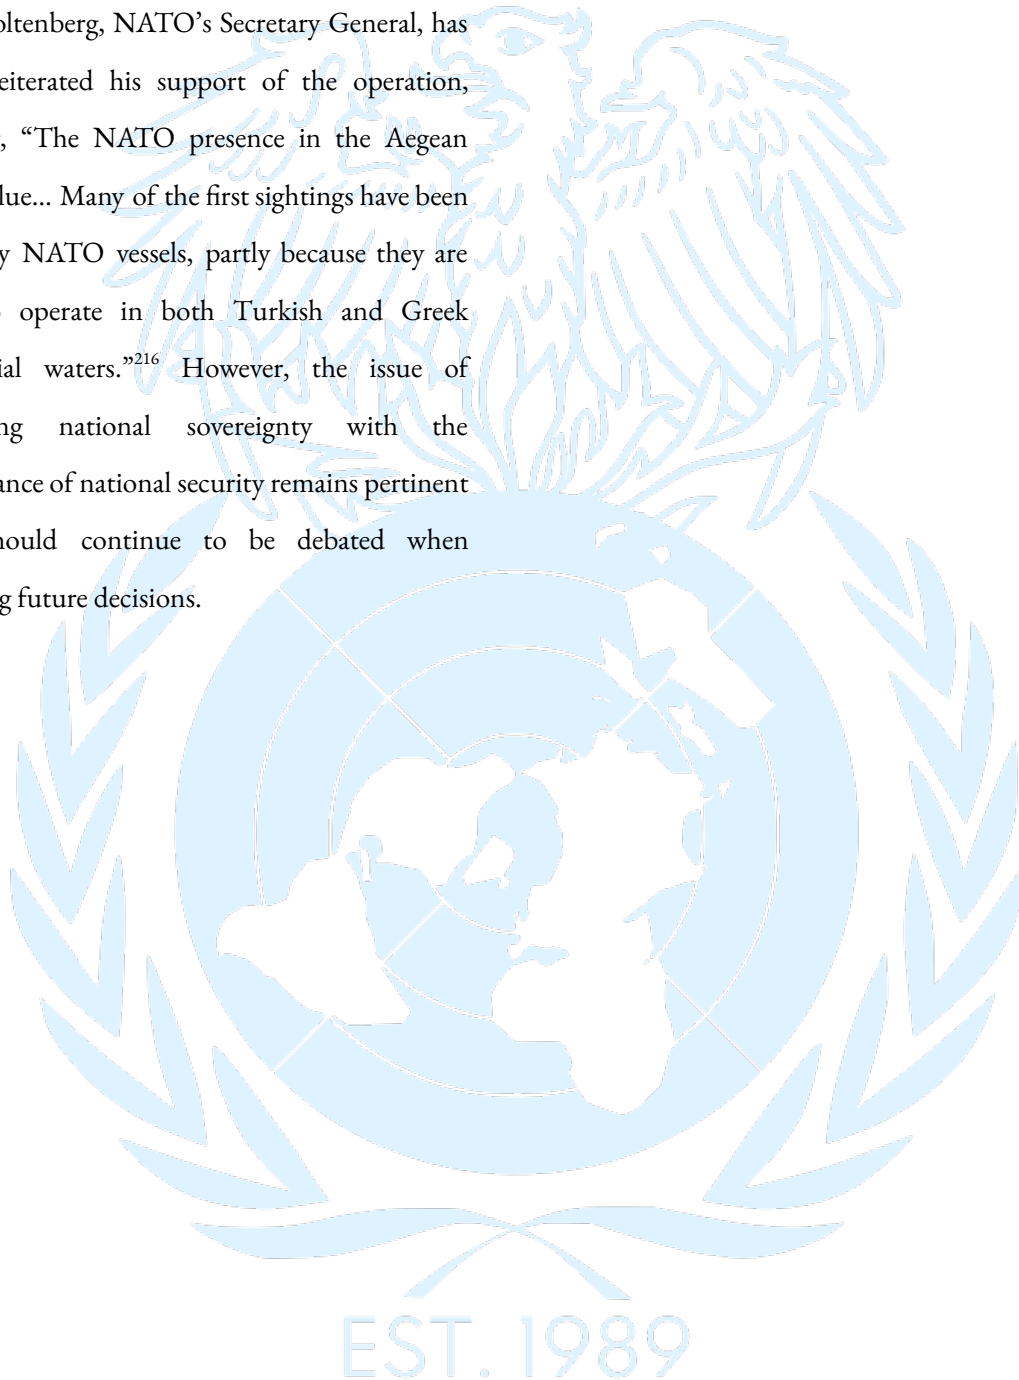 oltenberg, NATO’s Secretary General, has
eiterated his support of the operation,
, “The NATO presence in the Aegean
lue... Many of the first sightings have been
y NATO vessels, partly because they are
operate in both Turkish and Greek
ial waters.”216 However, the issue of
ng national sovereignty with the
ance of national security remains pertinent
hould continue to be debated when
g future decisions.
EST. 1989